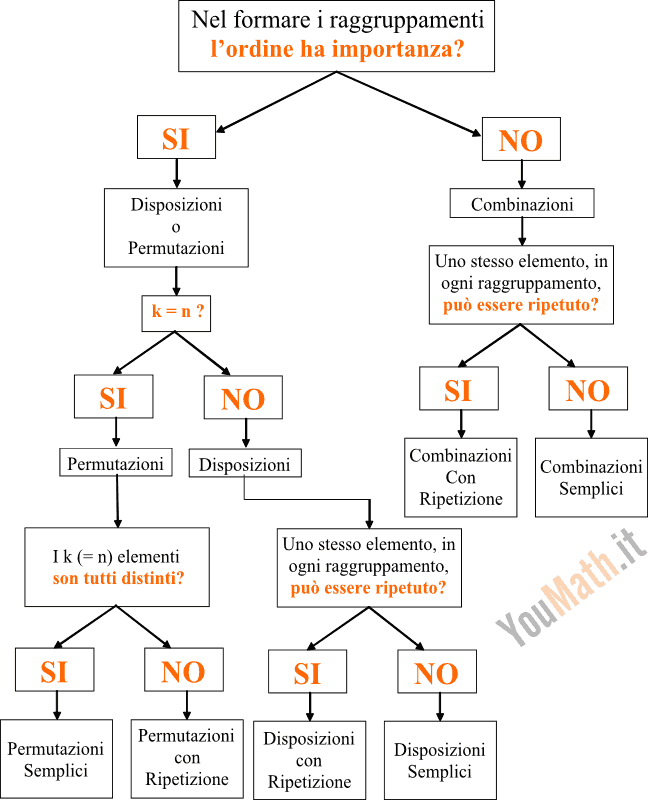 Nel formare i raggruppamenti
l'ordine ha importanza?
SI
NO
Disposizioni
o
Permutazioni
Combinazioni
k = n ?
Uno stesso elemento, in
ogni raggruppamento,
può essere ripetuto?
SI
NO
SI
NO
Permutazioni
Disposizioni
Combinazioni
Con
Ripetizione
Combinazioni
Semplici
I k (= n) elementi
son tutti distinti?
Uno stesso elemento, in
ogni raggruppamento,
può essere ripetuto?
YouMath.it
SI
NO
SI
NO
Permutazioni
Semplici
Permutazioni
con
Ripetizione
Disposizioni
con
Ripetizione
Disposizioni
Semplici